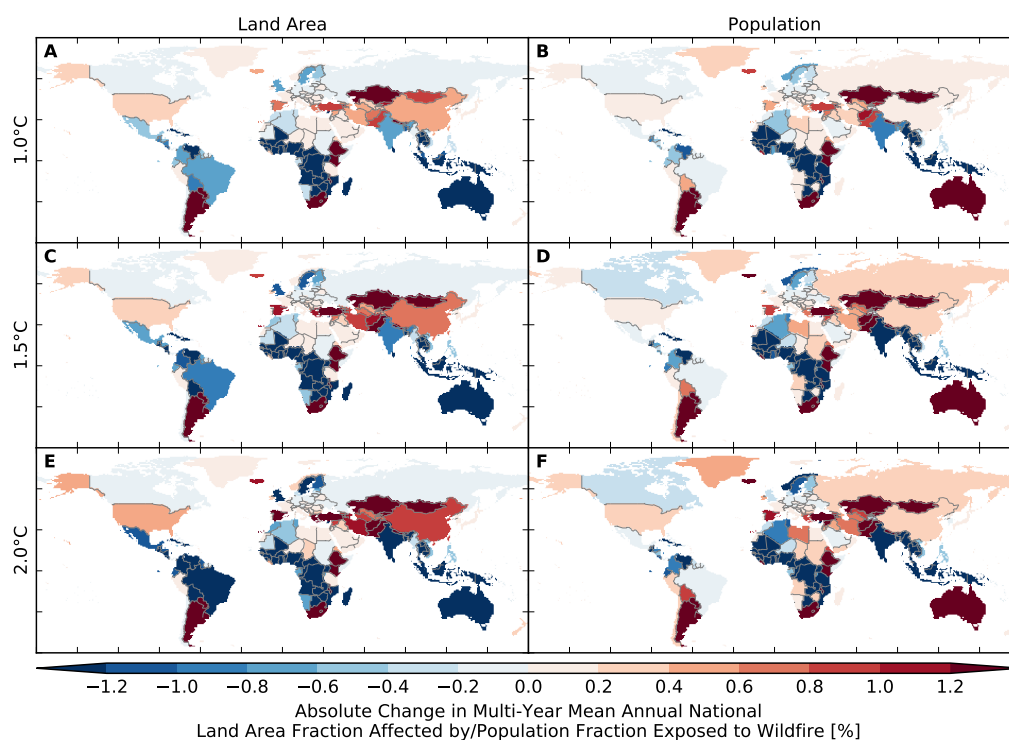 Land Area
Population
A
B
1.0°C
C
D
1.5°C
E
F
2.0°C
−1.2 −1.0 −0.8 −0.6 −0.4 −0.2 0.0 0.2 0.4 0.6 0.8 1.0 1.2
Absolute Change in Multi-Year Mean Annual National
Land Area Fraction Affected by/Population Fraction Exposed to Wildfire [%]